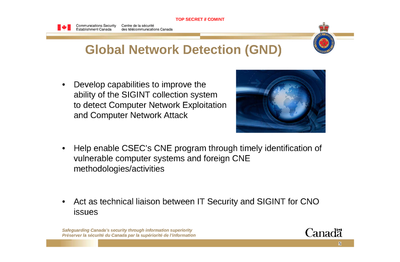 TOP SECRET // COMINT
Communications Security Centre de la sécurité
Establishment Canada des télécommunications Canada
Global Network Detection (GND)
• Develop capabilities to improve the
ability of the SIGINT collection system
to detect Computer Network Exploitation
and Computer Network Attack
• Help enable CSEC's CNE program through timely identification of
vulnerable computer systems and foreign CNE
methodologies/activities
• Act as technical liaison between IT Security and SIGINT for CNO
issues
Safeguarding Canada's security through information superiority
Préserver la sécurité du Canada par la supériorité de l'information
Canada